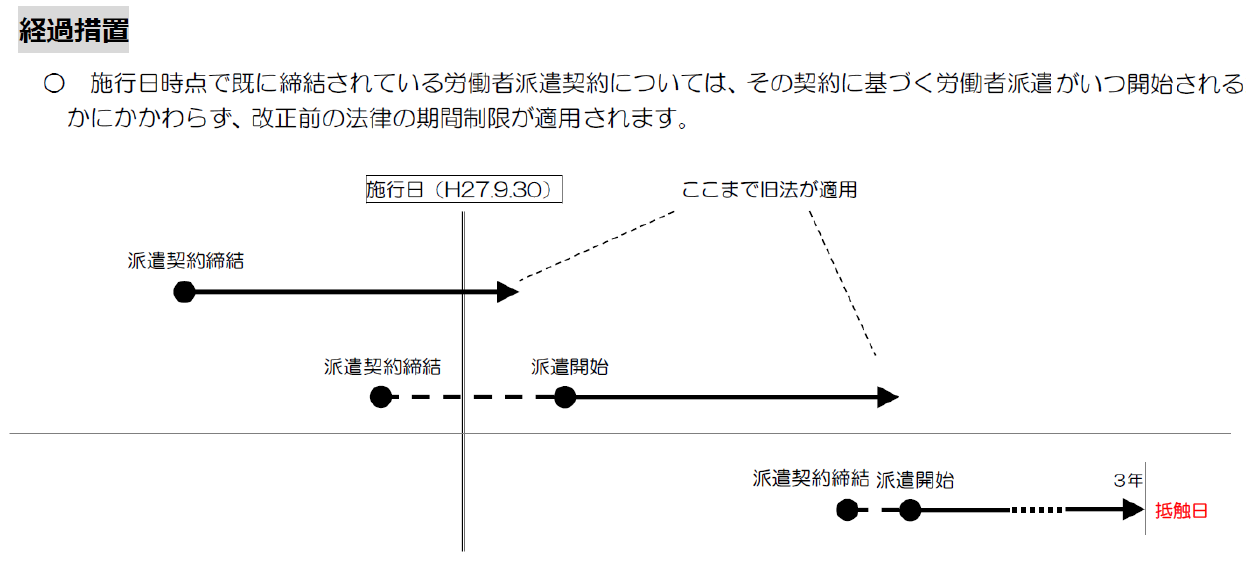 経過措置
○ 施行日時点で既に締結されている労働者派遣契約については、その契約に基づく労働者派遣がいつ開始される
かにかかわらず、改正前の法律の期間制限が適用されます。
施行日（H27.9.30）
ここまで旧法が適用
派遣契約締結
派遣契約締結
派遣開始
派遣契約締結
派遣開始
３年
抵触日